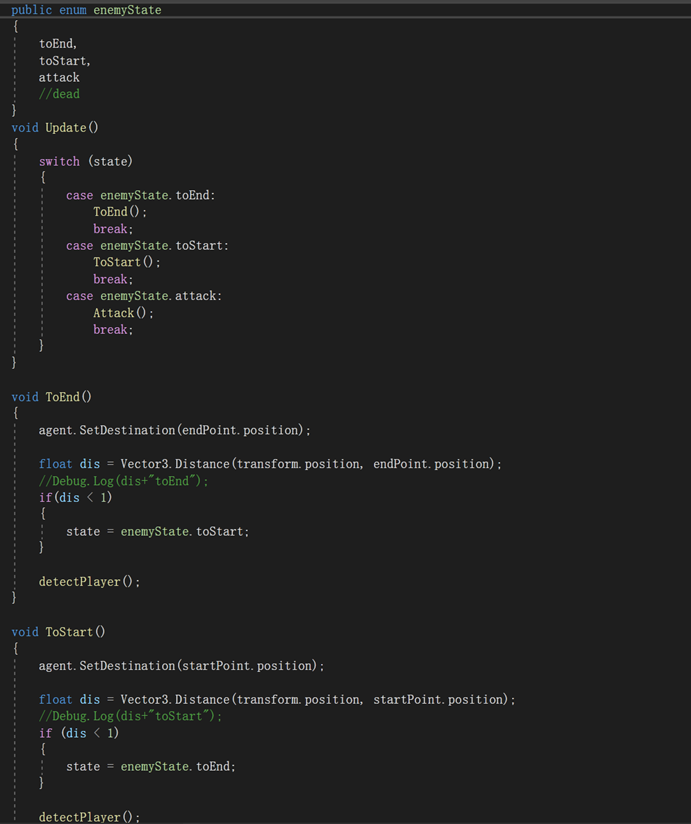 public enum enemyState
{
    toEnd,
    toStart,
    attack
    //dead
}
void Update()
{
    switch (state)
    {
        case enemyState.toEnd:
            ToEnd();
            break;
        case enemyState.toStart:
            ToStart();
            break;
        case enemyState.attack:
            Attack();
            break;
    }
}

void ToEnd()
{
    agent.SetDestination(endPoint.position);

    float dis = Vector3.Distance(transform.position, endPoint.position);
    //Debug.Log(dis+"toEnd");
    if(dis < 1)
    {
        state = enemyState.toStart;
    }

    detectPlayer();
}

void ToStart()
{
    agent.SetDestination(startPoint.position);

    float dis = Vector3.Distance(transform.position, startPoint.position);
    //Debug.Log(dis+"toStart");
    if (dis < 1)
    {
        state = enemyState.toEnd;
    }

    detectPlayer();